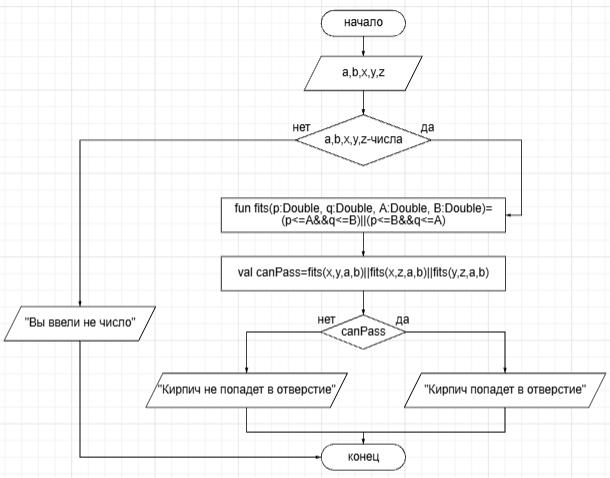 начало
a,b,x,y,z
нет
да
a,b,x,y,z-числа
fun fits(p:Double, q:Double, A:Double, B:Double)=
(p<=A&&q<=B)||(p<=B&&q<=A)
val canPass=fits(x,y,a,b)||fits(x,z,a,b)||fits(y,z,a,b)
"Вы ввели не число"
нет
да
canPass
"Кирпич не попадет в отверстие"
"Кирпич попадет в отверстие"
конец